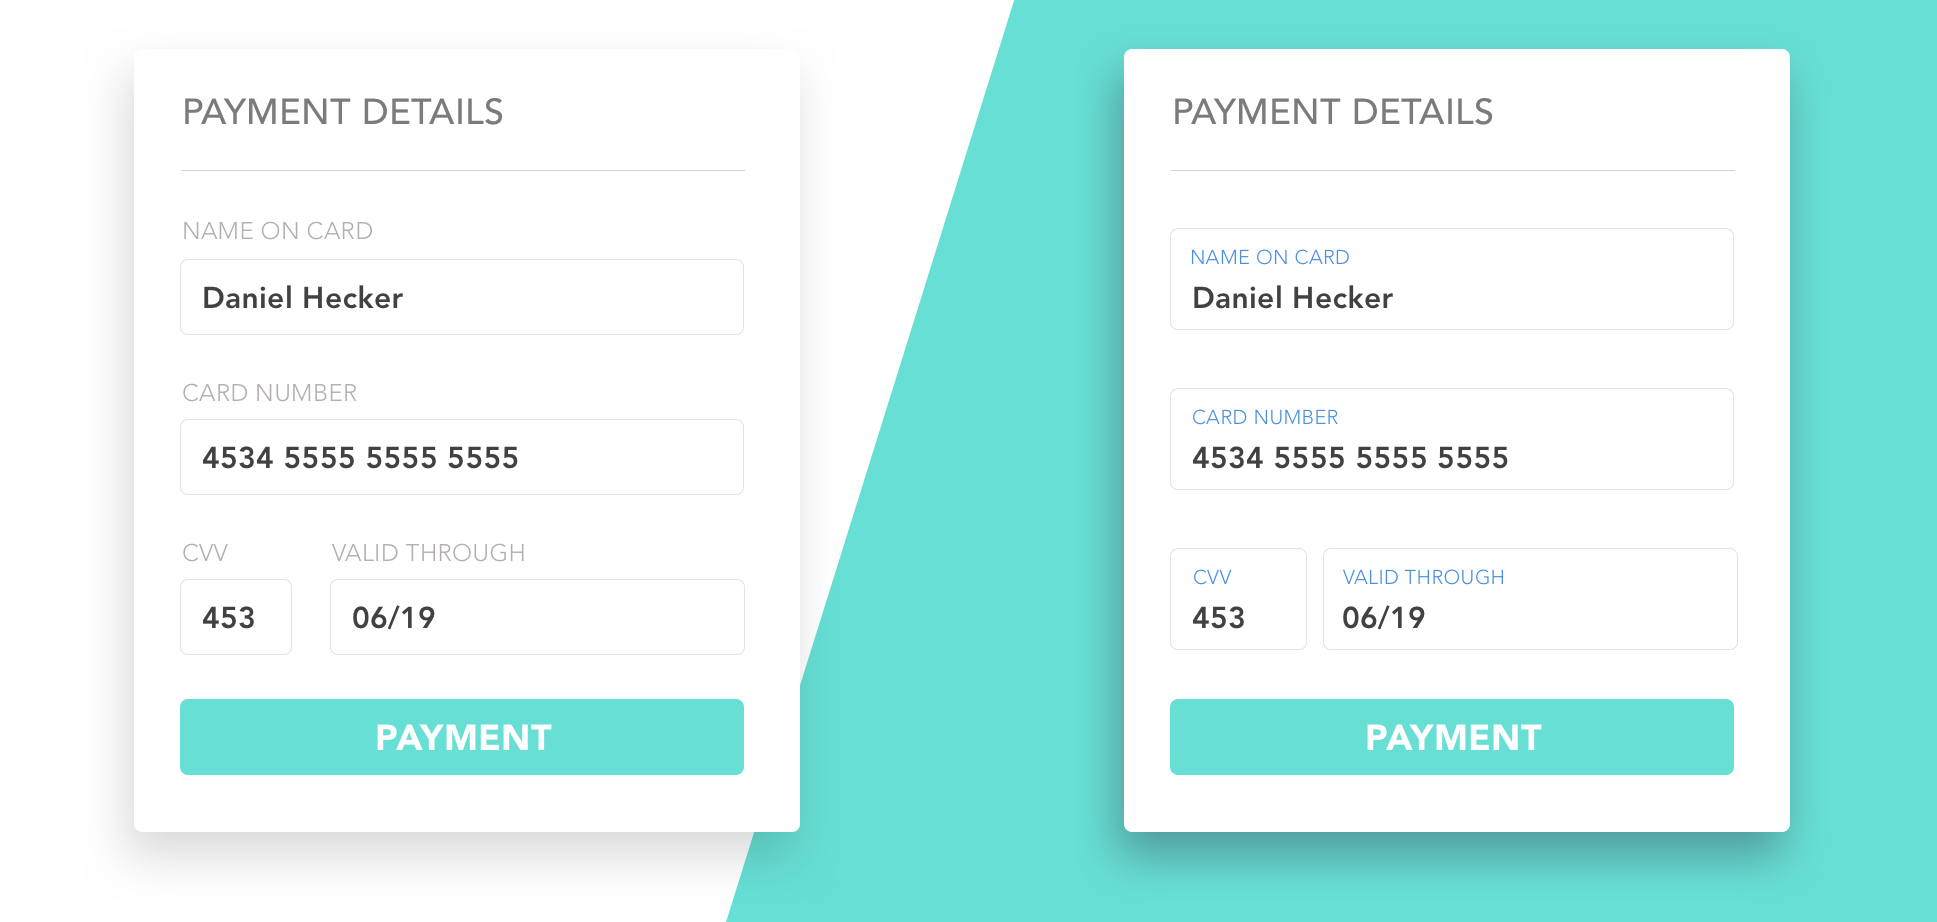 PAYMENT DETAILS
NAME ON CARD
Daniel Hecker
CARD NUMBER
4534 5555 5555 5555
CVV VALID THROUGH
453 06/19
PAYMENT
PAYMENT DETAILS
NAME ON CARD
Daniel Hecker
CARD NUMBER
4534 5555 5555 5555
CVV VALID THROUGH
453 06/19
PAYMENT